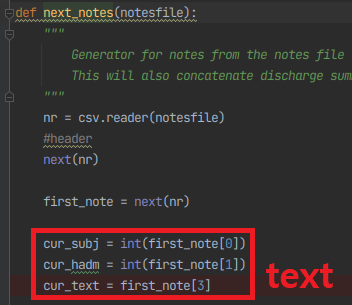 def next_notes(notesfile):
"""
Generator for notes from the notes file
This will also concatenate discharge sum
"""
nr = csv.reader(notesfile)
#header
next(nr)
first_note = next(nr)
cur_subj = int(first_note[0])
cur_hadm = int(first_note[1])
cur_text = first_note[3]
text